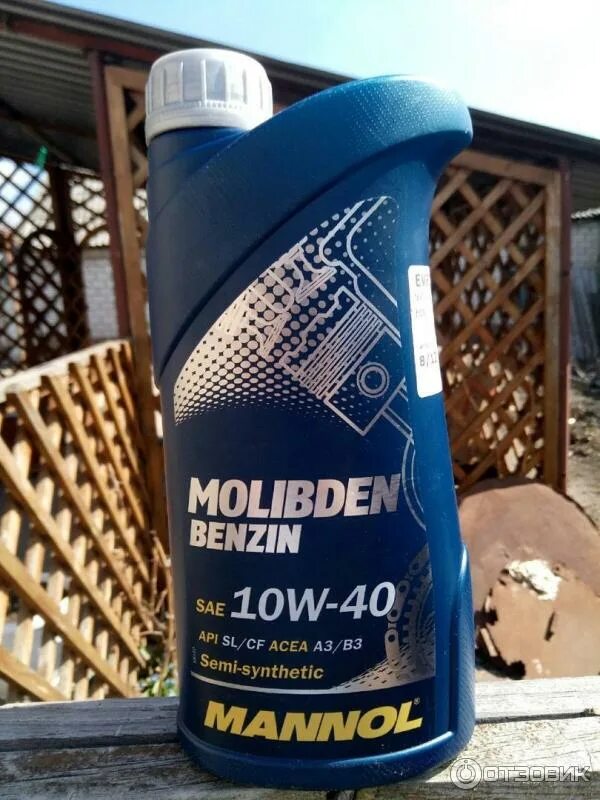 MOLIBDEN
BENZIN
SAE 10W-40
API SL/CF ACEA A3/B3
Semi-synthetic
MANNOL®
ОТЗОВИК